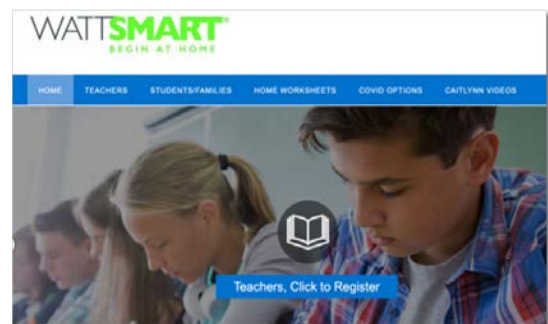 WATTSMART®
BEGIN AT HOME
HOME TEACHERS STUDENTS/FAMILIES HOME WORKSHEETS COVID OPTIONS CAITLYNN VIDEOS
Teachers, Click to Register